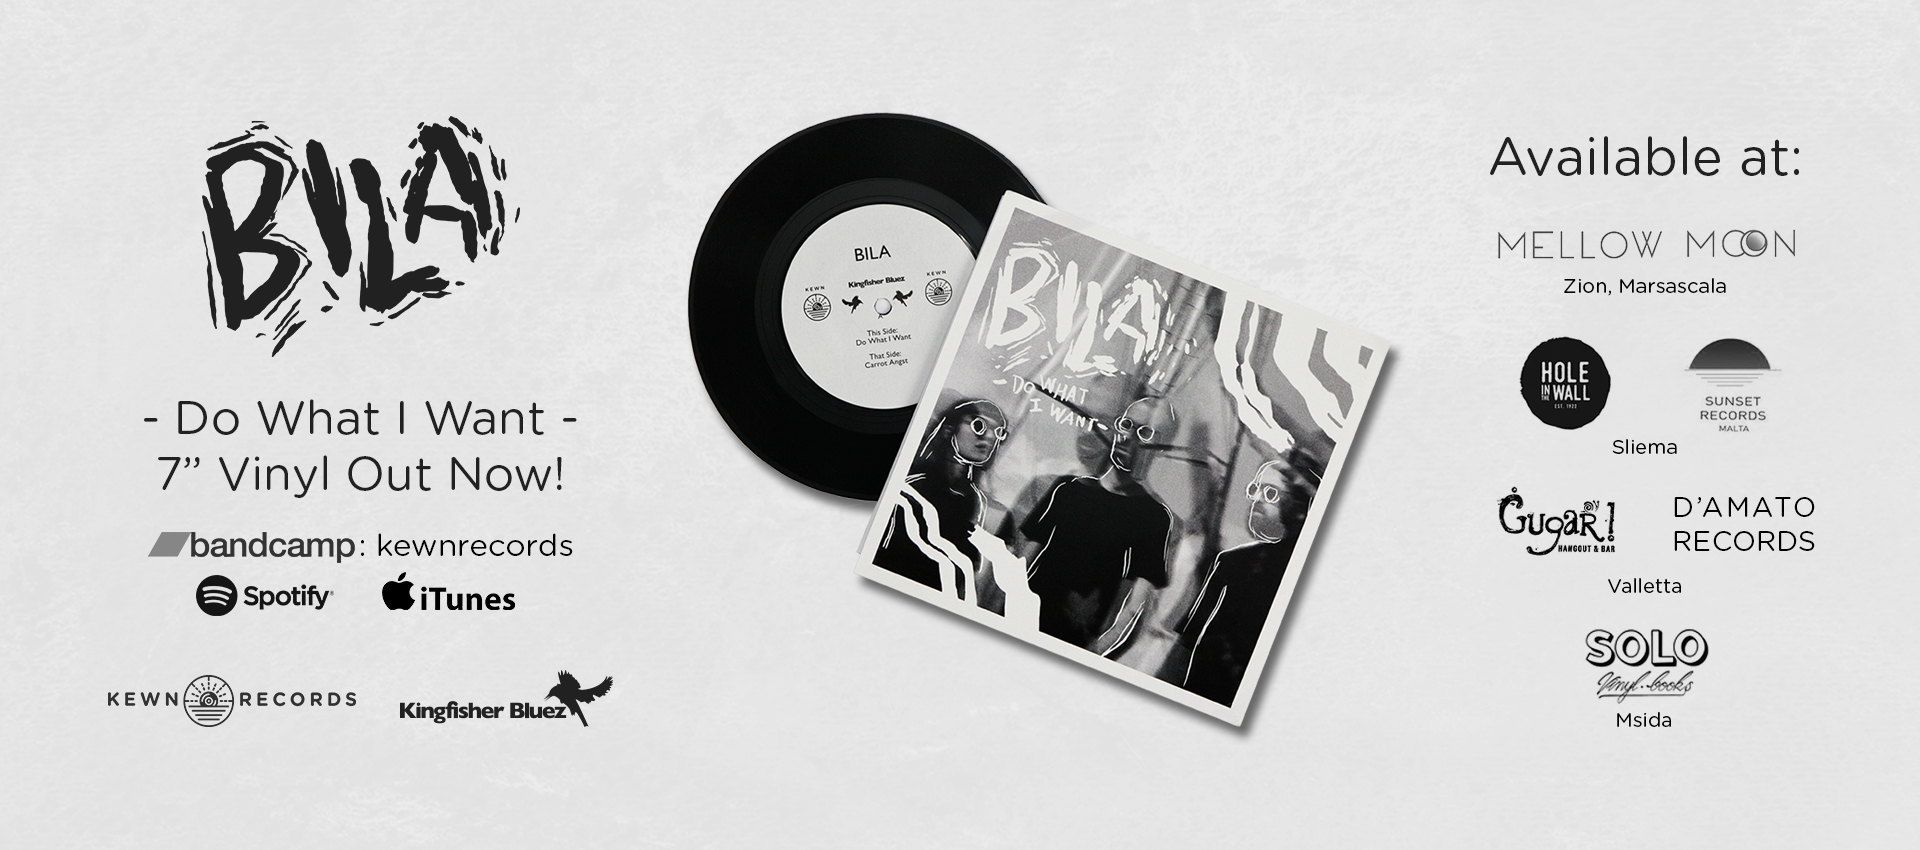 BILA
- Do What I Want -
7” Vinyl Out Now!
bandcamp: kewnrecords
Spotify
iTunes
KEWN RECORDS
Kingfisher Bluez
BILA
KEWN
Kingfisher Bluez
KEWN
This Side:
Do What I Want
That Side:
Carrot Angst
BILA
-DO WHAT
I WANT-
Available at:
MELLOW MOON
Zion, Marsascala
HOLE
IN THE WALL
EST. 1922
SUNSET
RECORDS
MALTA
Sliema
Gugar!
HANGOUT & BAR
D’AMATO
RECORDS
Valletta
SOLO
Vinyl·books
Msida